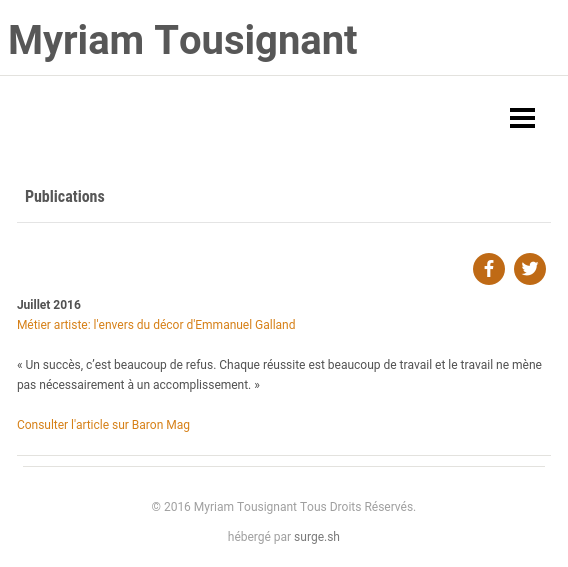 Myriam Tousignant
Publications
Juillet 2016
Métier artiste: l'envers du décor d'Emmanuel Galland
« Un succès, c’est beaucoup de refus. Chaque réussite est beaucoup de travail et le travail ne mène
pas nécessairement à un accomplissement. »
Consulter l'article sur Baron Mag
© 2016 Myriam Tousignant Tous Droits Réservés.
hébergé par surge.sh